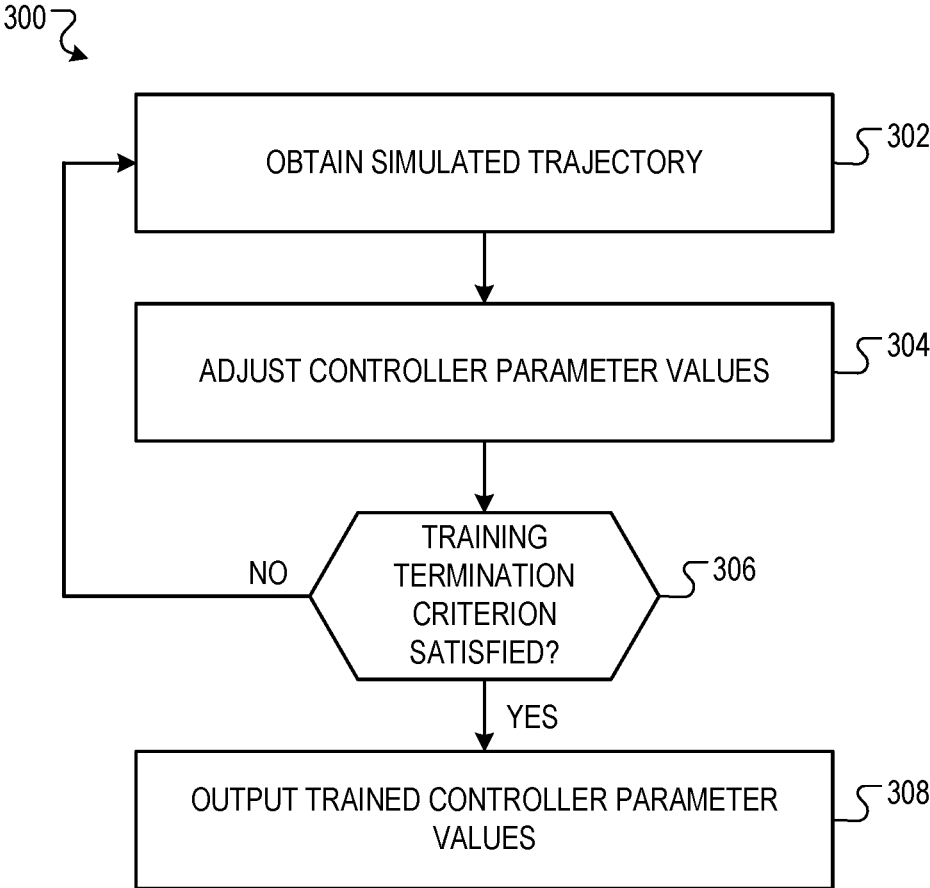 300
OBTAIN SIMULATED TRAJECTORY
302
ADJUST CONTROLLER PARAMETER VALUES
304
TRAINING
TERMINATION
CRITERION
SATISFIED?
306
NO
YES
OUTPUT TRAINED CONTROLLER PARAMETER
VALUES
308